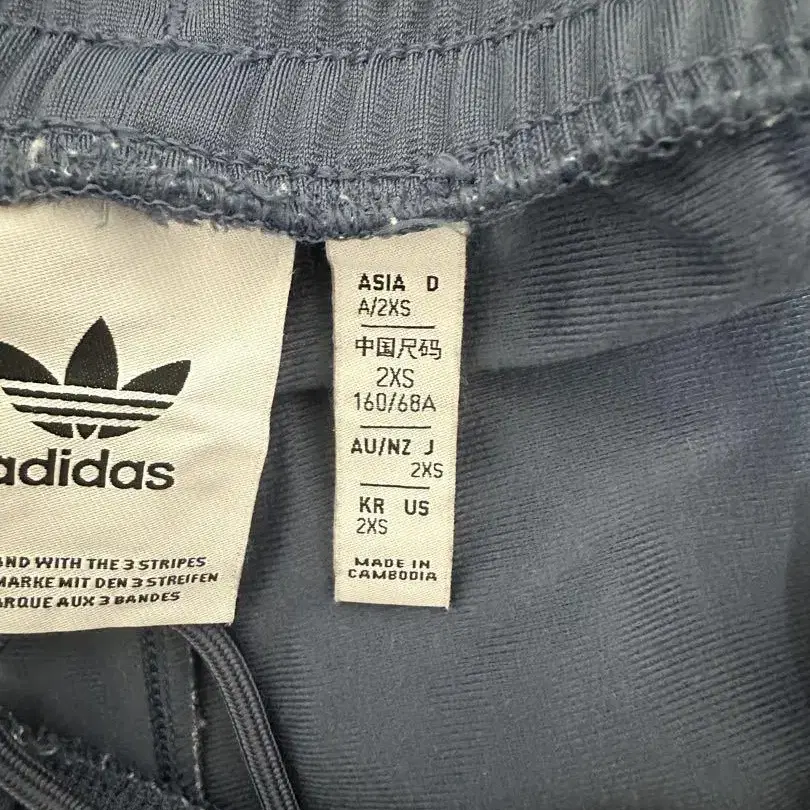 adidas
AND WITH THE 3 STRIPES
MARKE MIT DEN 3 STREIFEN
ARQUE AUX 3 BANDES
ASIA D
A/2XS
中国尺码
2XS
160/68A
AU/NZ J
2XS
KR US
2XS
MADE IN
CAMBODIA